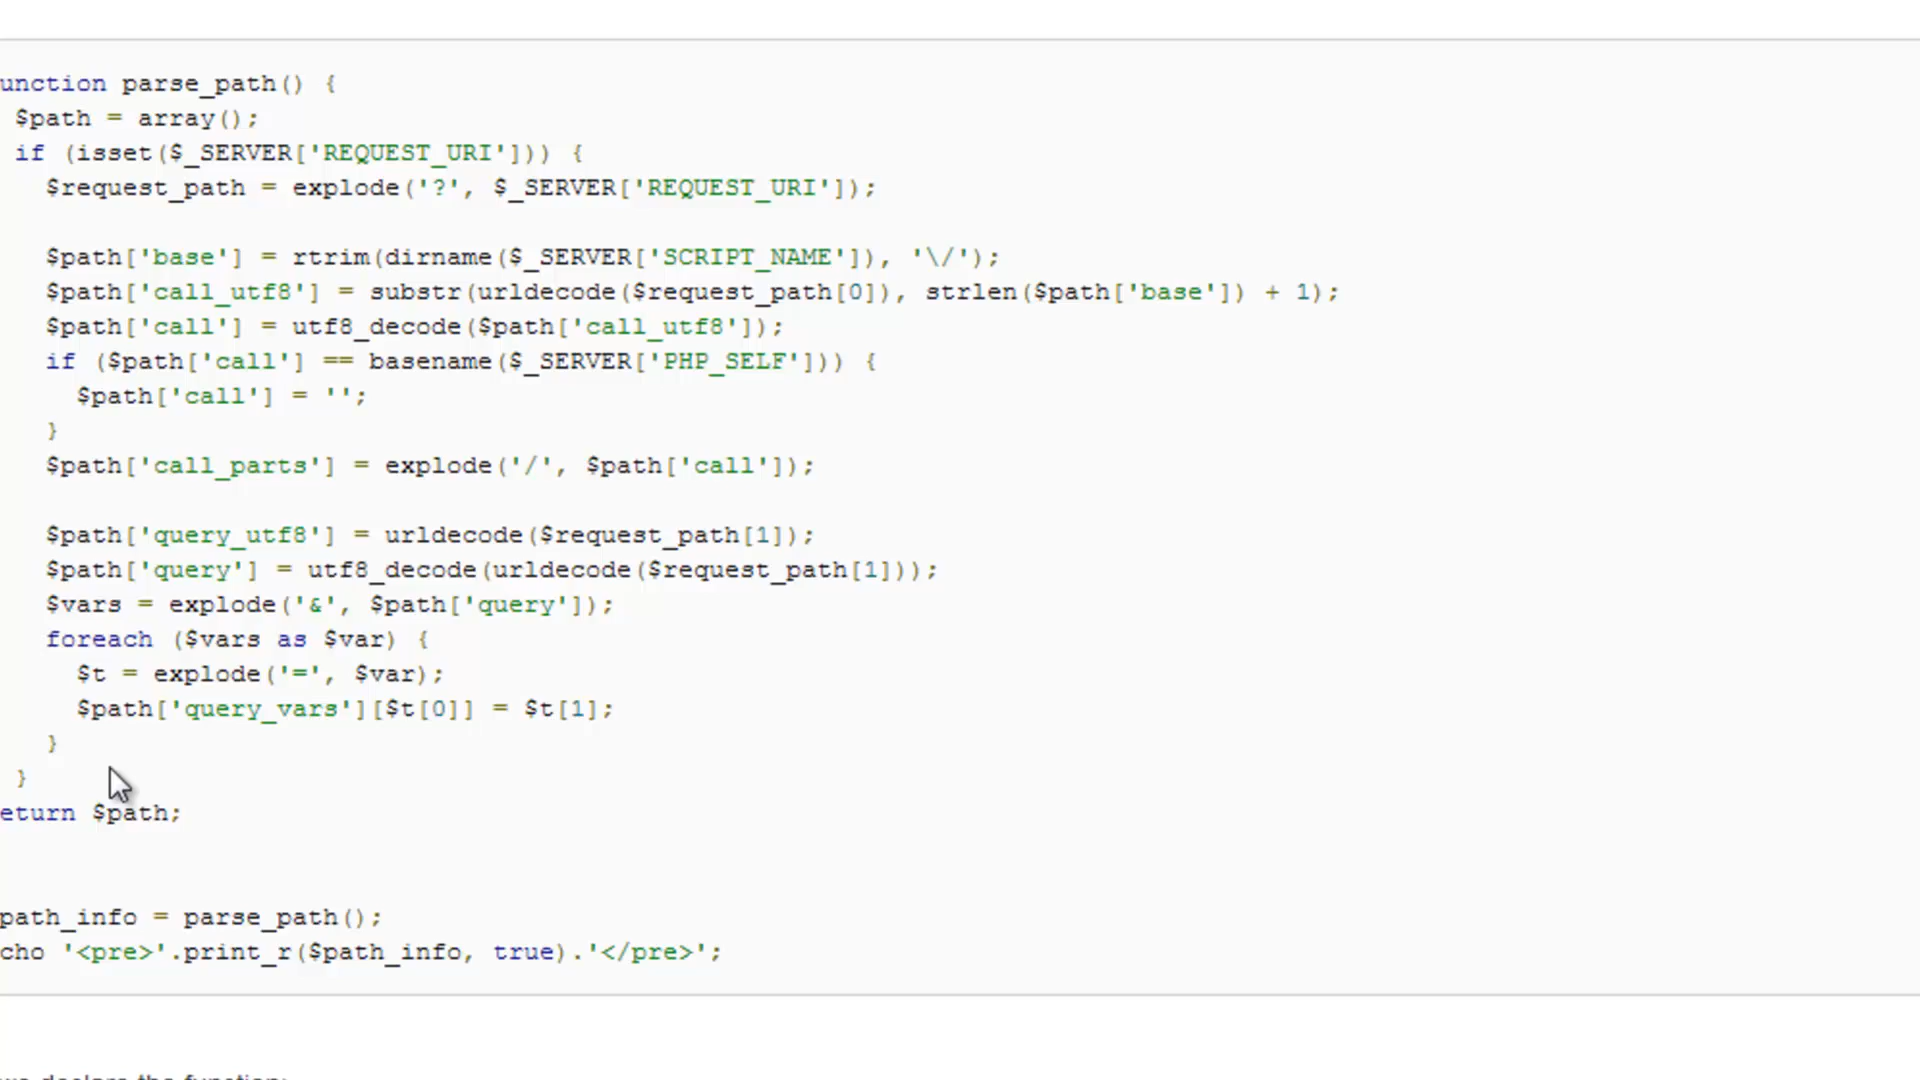 unction parse_path() {
$path = array();
if (isset($_SERVER['REQUEST_URI'])) {
$request_path = explode('?', $_SERVER['REQUEST_URI']);
$path['base'] = rtrim(dirname($_SERVER['SCRIPT_NAME']), '\/');
$path['call_utf8'] = substr(urldecode($request_path[0]), strlen($path['base']) + 1);
$path['call'] = utf8_decode($path['call_utf8']);
if ($path['call'] == basename($_SERVER['PHP_SELF'])) {
$path['call'] = '';
}
$path['call_parts'] = explode('/', $path['call']);
$path['query_utf8'] = urldecode($request_path[1]);
$path['query'] = utf8_decode(urldecode($request_path[1]));
$vars = explode('&', $path['query']);
foreach ($vars as $var) {
$t = explode('=', $var);
$path['query_vars'][$t[0]] = $t[1];
}
}
eturn $path;
path_info = parse_path();
cho '<pre>'.print_r($path_info, true).'</pre>';
we declare the function: